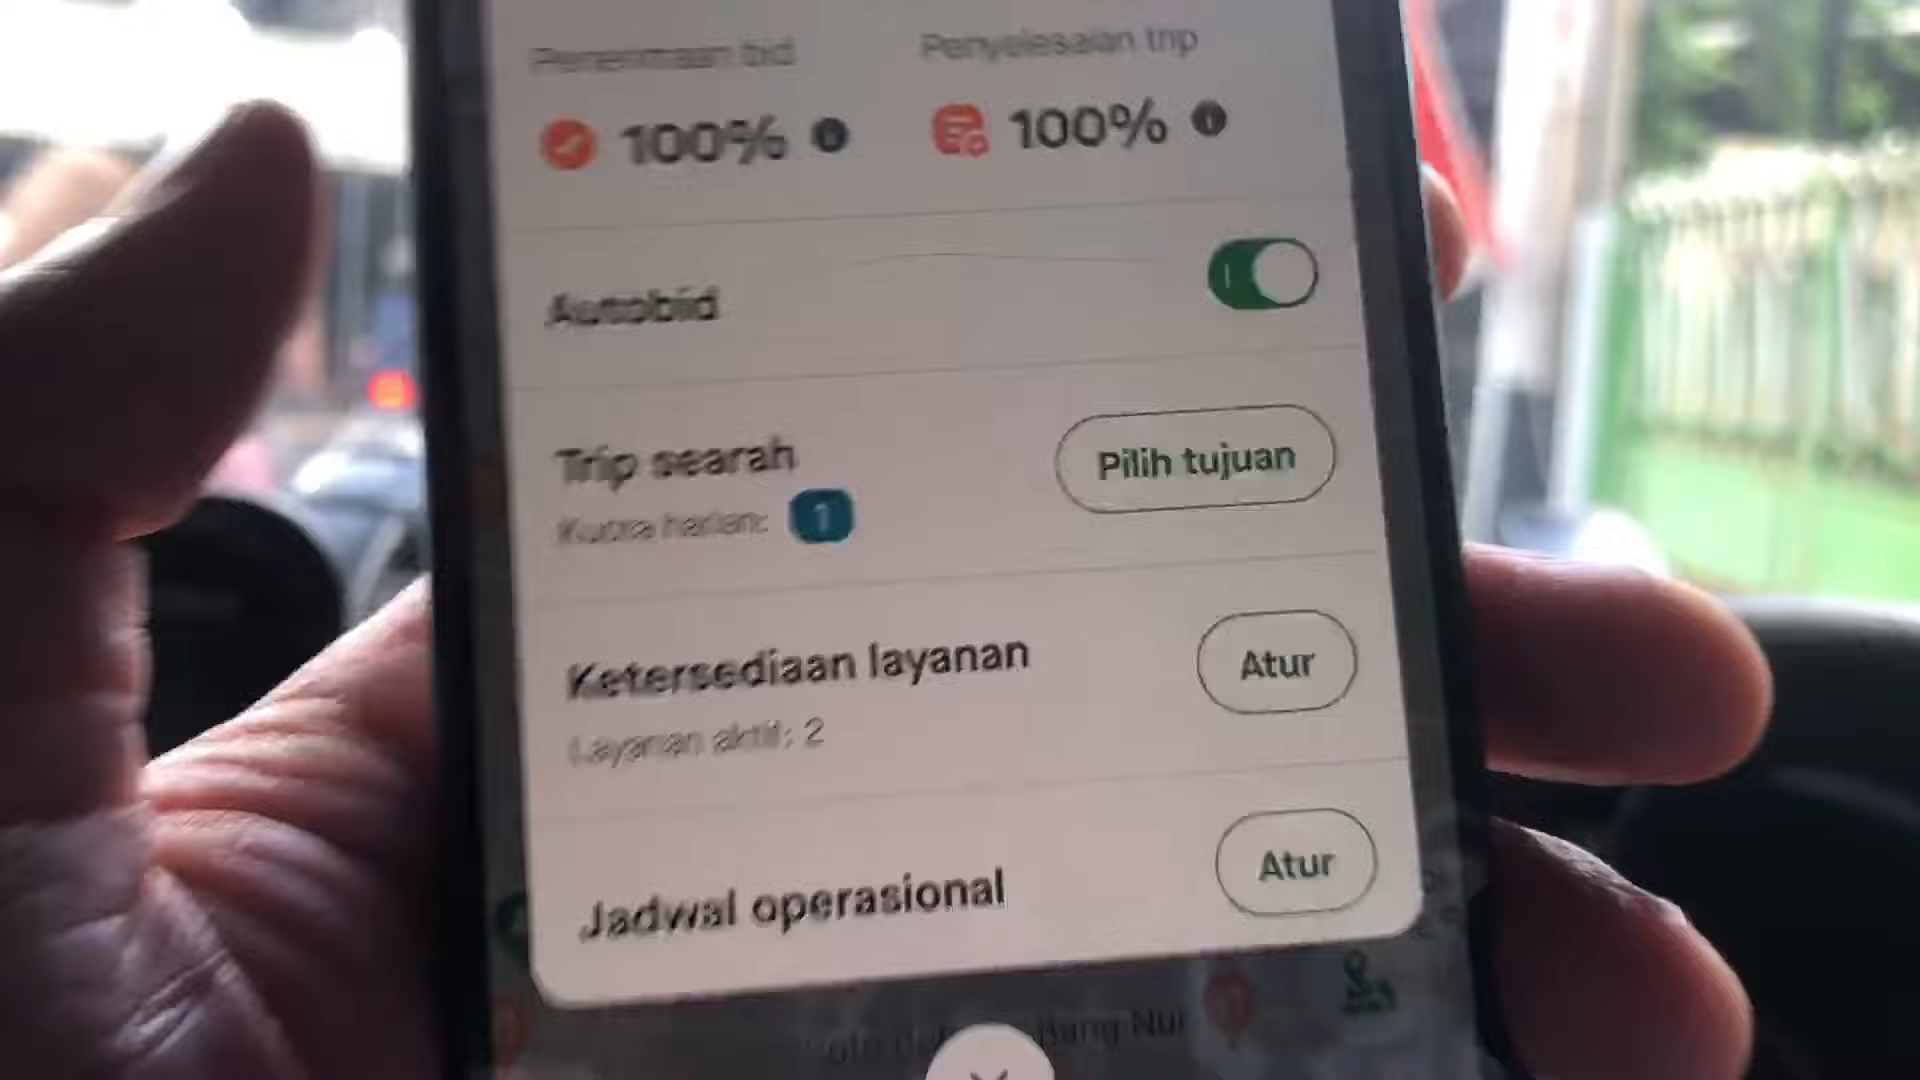 Penerimaan bid
Penyelesaian trip
100%
100%
Autobid
Trip searah
Pilih tujuan
Kuota harian: 1
Ketersediaan layanan
Atur
Layanan aktif: 2
Jadwal operasional
Atur